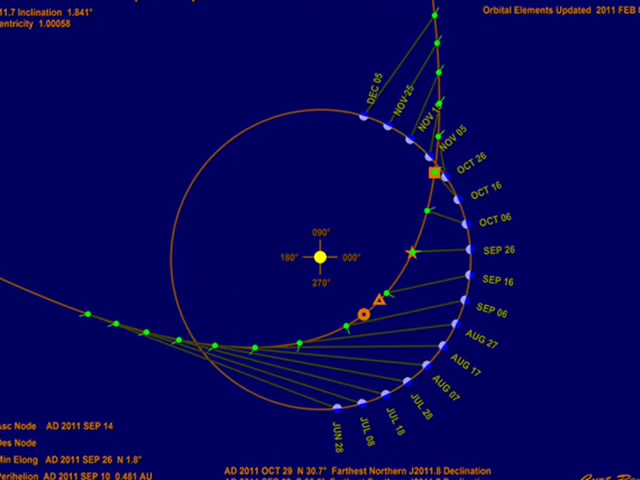 11.7 Inclination 1.841°
entricity 1.00058
Orbital Elements Updated 2011 FEB
DEC 05
NOV 25
NOV
NOV 05
OCT 26
OCT 16
OCT 06
SEP 26
SEP 16
SEP 06
AUG 27
AUG 17
AUG 07
JUL 28
JUL 18
JUL 08
JUN 28
090°
180°
000°
270°
Asc Node AD 2011 SEP 14
Des Node
Min Elong AD 2011 SEP 26 N 1.8°
Perihelion AD 2011 SEP 10 0.481 AU
AD 2011 OCT 29 N 30.7° Farthest Northern J2011.8 Declination